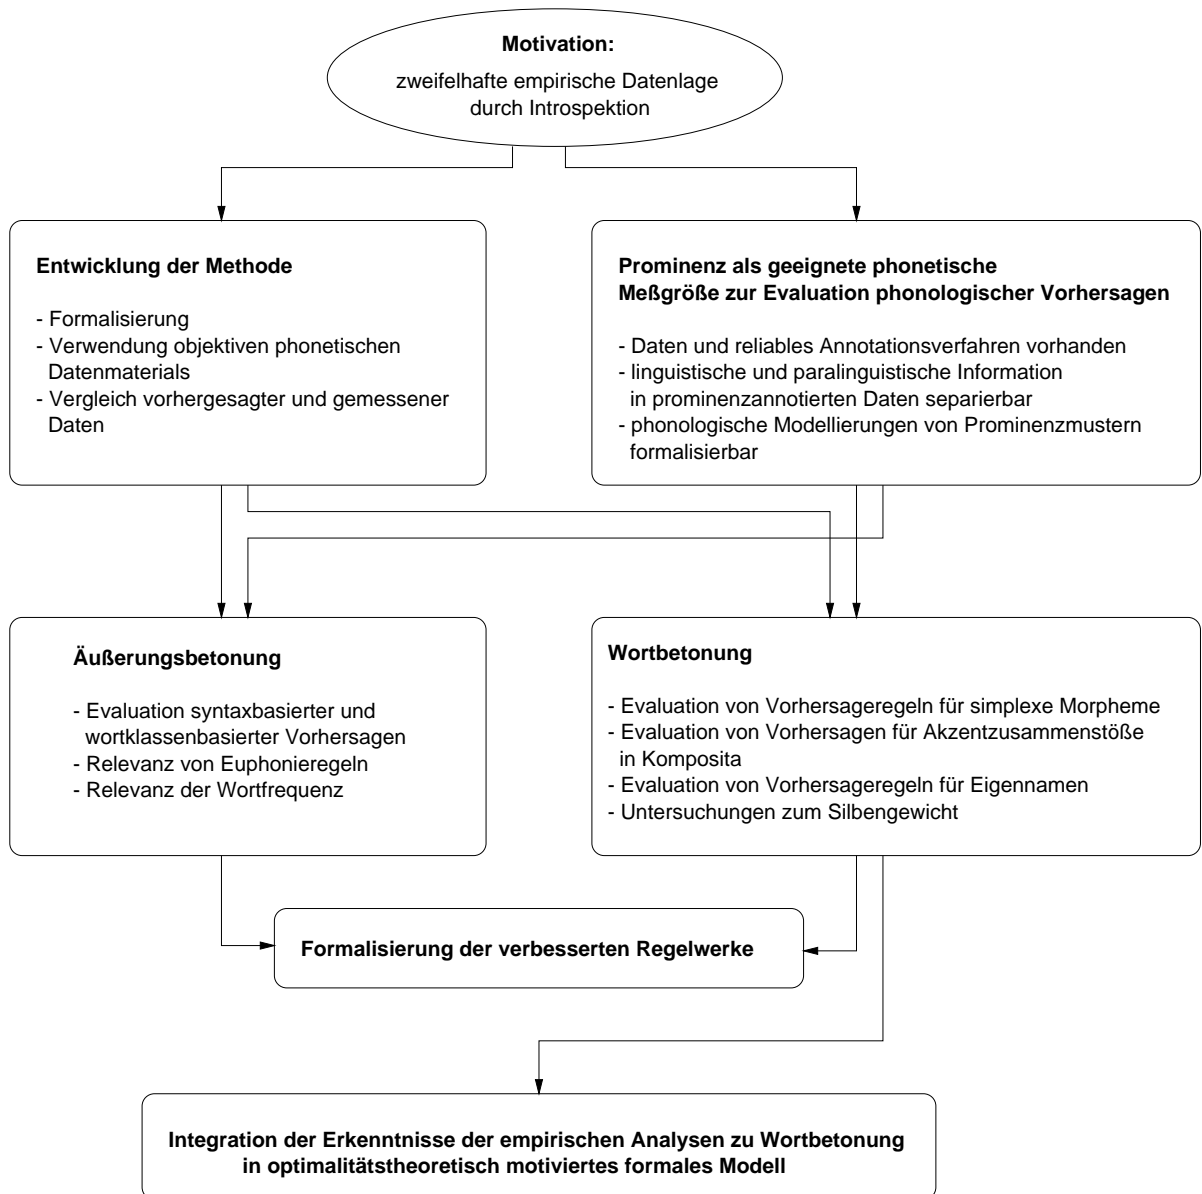 Motivation:
zweifelhafte empirische Datenlage
durch Introspektion
Entwicklung der Methode
- Formalisierung
- Verwendung objektiven phonetischen
Datenmaterials
- Vergleich vorhergesagter und gemessener
Daten
Prominenz als geeignete phonetische
Meßgröße zur Evaluation phonologischer Vorhersagen
- Daten und reliables Annotationsverfahren vorhanden
- linguistische und paralinguistische Information
in prominenzannotierten Daten separierbar
- phonologische Modellierungen von Prominenzmustern
formalisierbar
Äußerungsbetonung
- Evaluation syntaxbasierter und
wortklassenbasierter Vorhersagen
- Relevanz von Euphonieregeln
- Relevanz der Wortfrequenz
Wortbetonung
- Evaluation von Vorhersageregeln für simplexe Morpheme
- Evaluation von Vorhersagen für Akzentzusammenstöße
in Komposita
- Evaluation von Vorhersageregeln für Eigennamen
- Untersuchungen zum Silbengewicht
Formalisierung der verbesserten Regelwerke
Integration der Erkenntnisse der empirischen Analysen zu Wortbetonung
in optimalitätstheoretisch motiviertes formales Modell